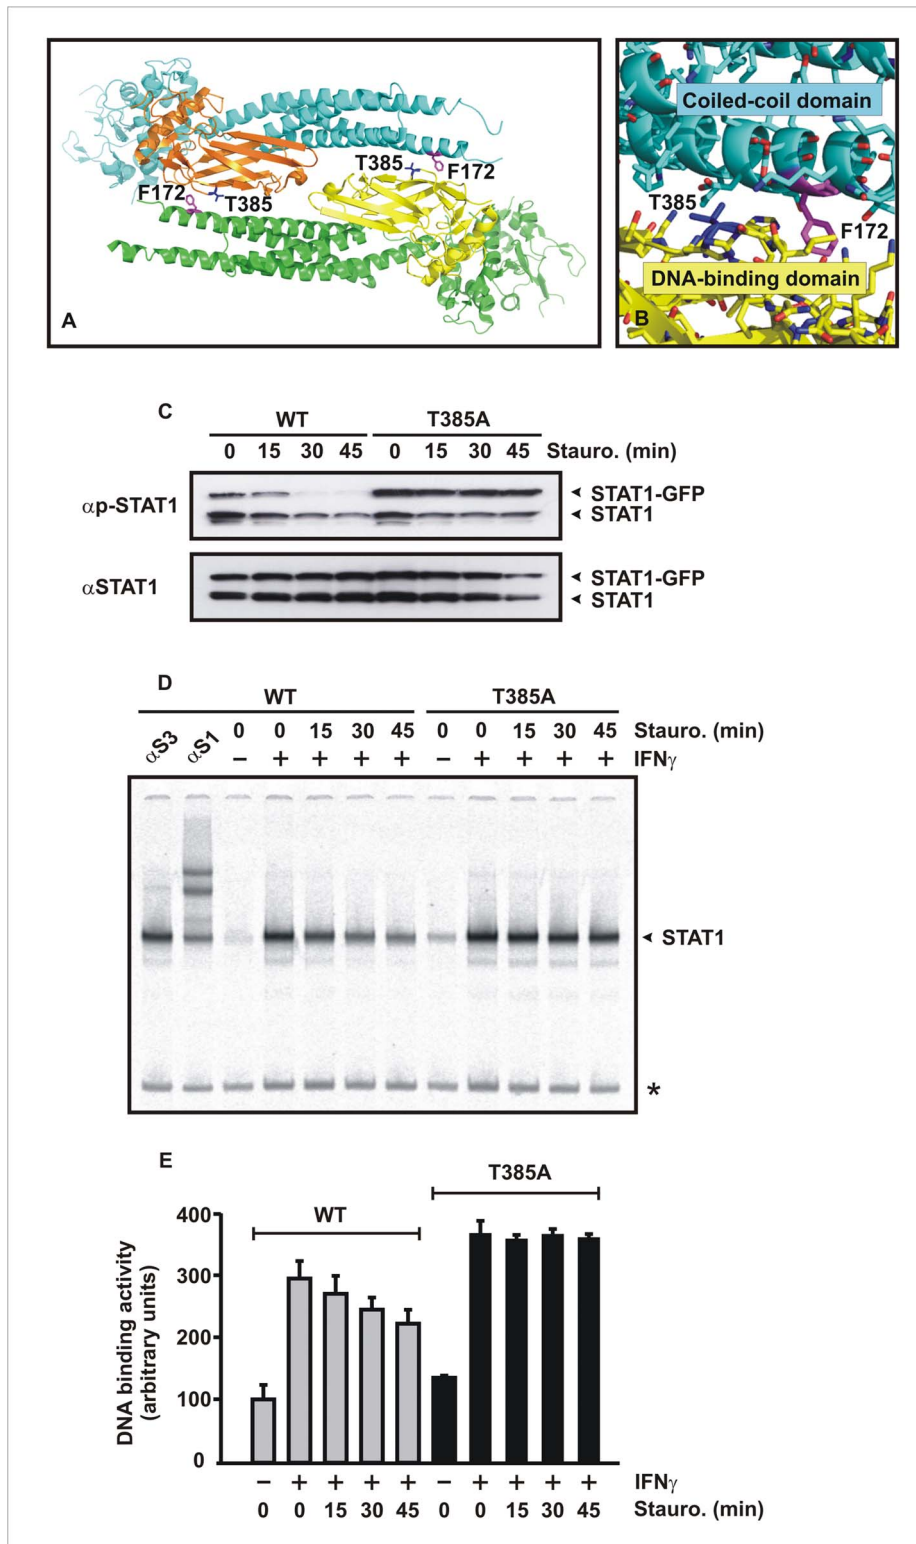 T385
F172
F172
T385
A
Coiled-coil domain
T385
F172
DNA-binding domain
B
C
WT T385A
0 15 30 45 0 15 30 45 Stauro. (min)
αp-STAT1
STAT1-GFP
STAT1
αSTAT1
STAT1-GFP
STAT1
D
WT T385A
αS3 αS1 0 0 15 30 45 0 0 15 30 45 Stauro. (min)
− + + + + − + + + + IFNγ
STAT1
*
E
T385A
WT
DNA binding activity
(arbitrary units)
400
300
200
100
0
− + + + + − + + + + IFNγ
0 0 15 30 45 0 0 15 30 45 Stauro. (min)